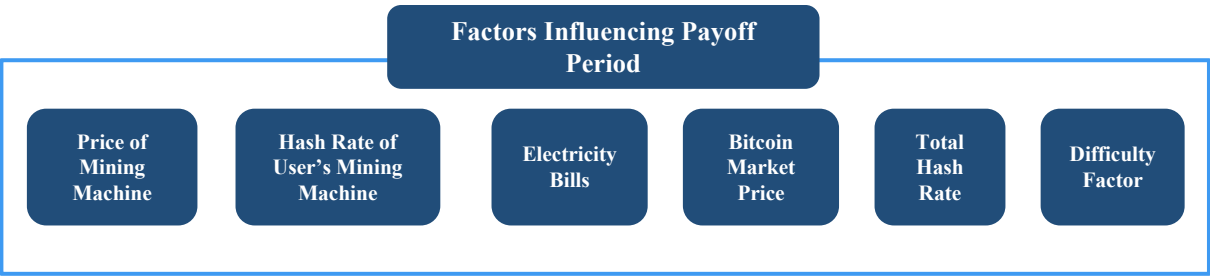 Factors Influencing Payoff
Period
Price of
Mining
Machine
Hash Rate of
User’s Mining
Machine
Electricity
Bills
Bitcoin
Market
Price
Total
Hash
Rate
Difficulty
Factor